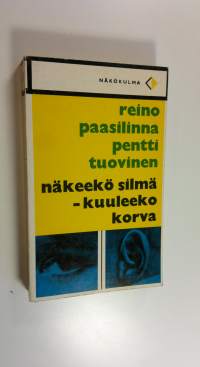 NÄKÖKULMA
reino
paasilinna
pentti
tuovinen
näkeekö silmä
-kuuleeko
korva